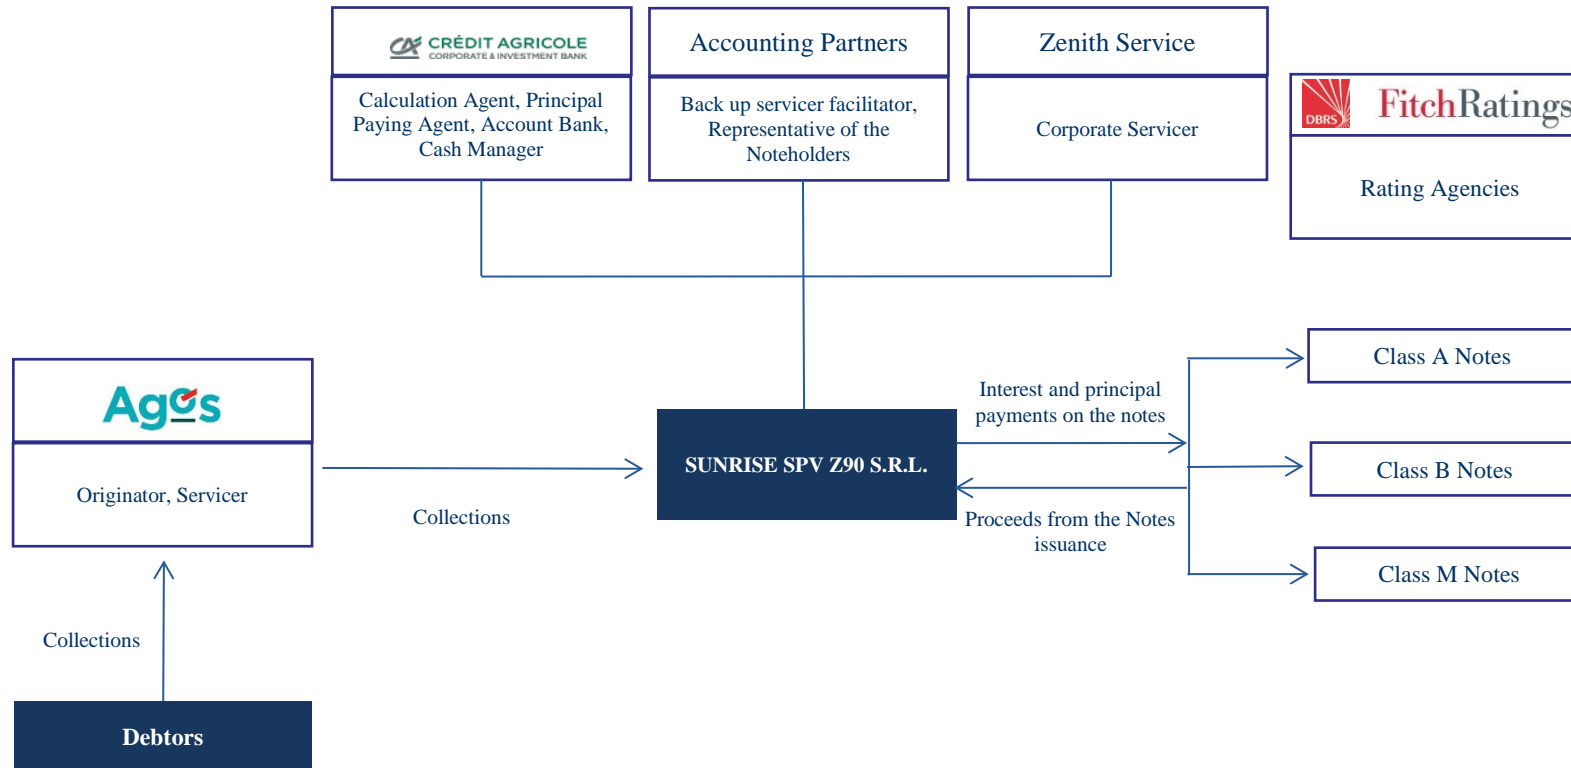 CRÉDIT AGRICOLE
CORPORATE & INVESTMENT BANK
Calculation Agent, Principal
Paying Agent, Account Bank,
Cash Manager
Accounting Partners
Back up servicer facilitator,
Representative of the
Noteholders
Zenith Service
Corporate Servicer
DBRS
FitchRatings
Rating Agencies
Agos
Originator, Servicer
Collections
SUNRISE SPV Z90 S.R.L.
Interest and principal
payments on the notes
Proceeds from the Notes
issuance
Class A Notes
Class B Notes
Class M Notes
Collections
Debtors